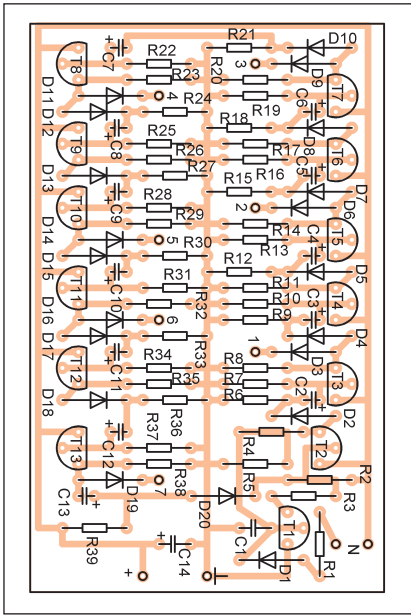 R21
D10
R22
3
T8
C7
R23
R20
D9
T7
D11
4
R24
R19
C6
D12
R18
T9
C8
R25
R26
R17
D8
T6
R16
C5
R27
D13
R15
D7
C9
R28
2
D6
T10
R29
R14
C4
T5
D14
5
R30
R13
D15
R12
D5
R31
R11
T11
C10
R32
R10
C3
T4
R9
D16
6
D4
D17
R33
1
D3
R34
R8
T12
C11
R35
R7
C2
T3
R6
D18
R36
D2
C12
R37
R4
T2
T13
R38
R5
R2
D19
7
C13
D20
R3
R39
C1
T1
N
C14
D1
R1
+